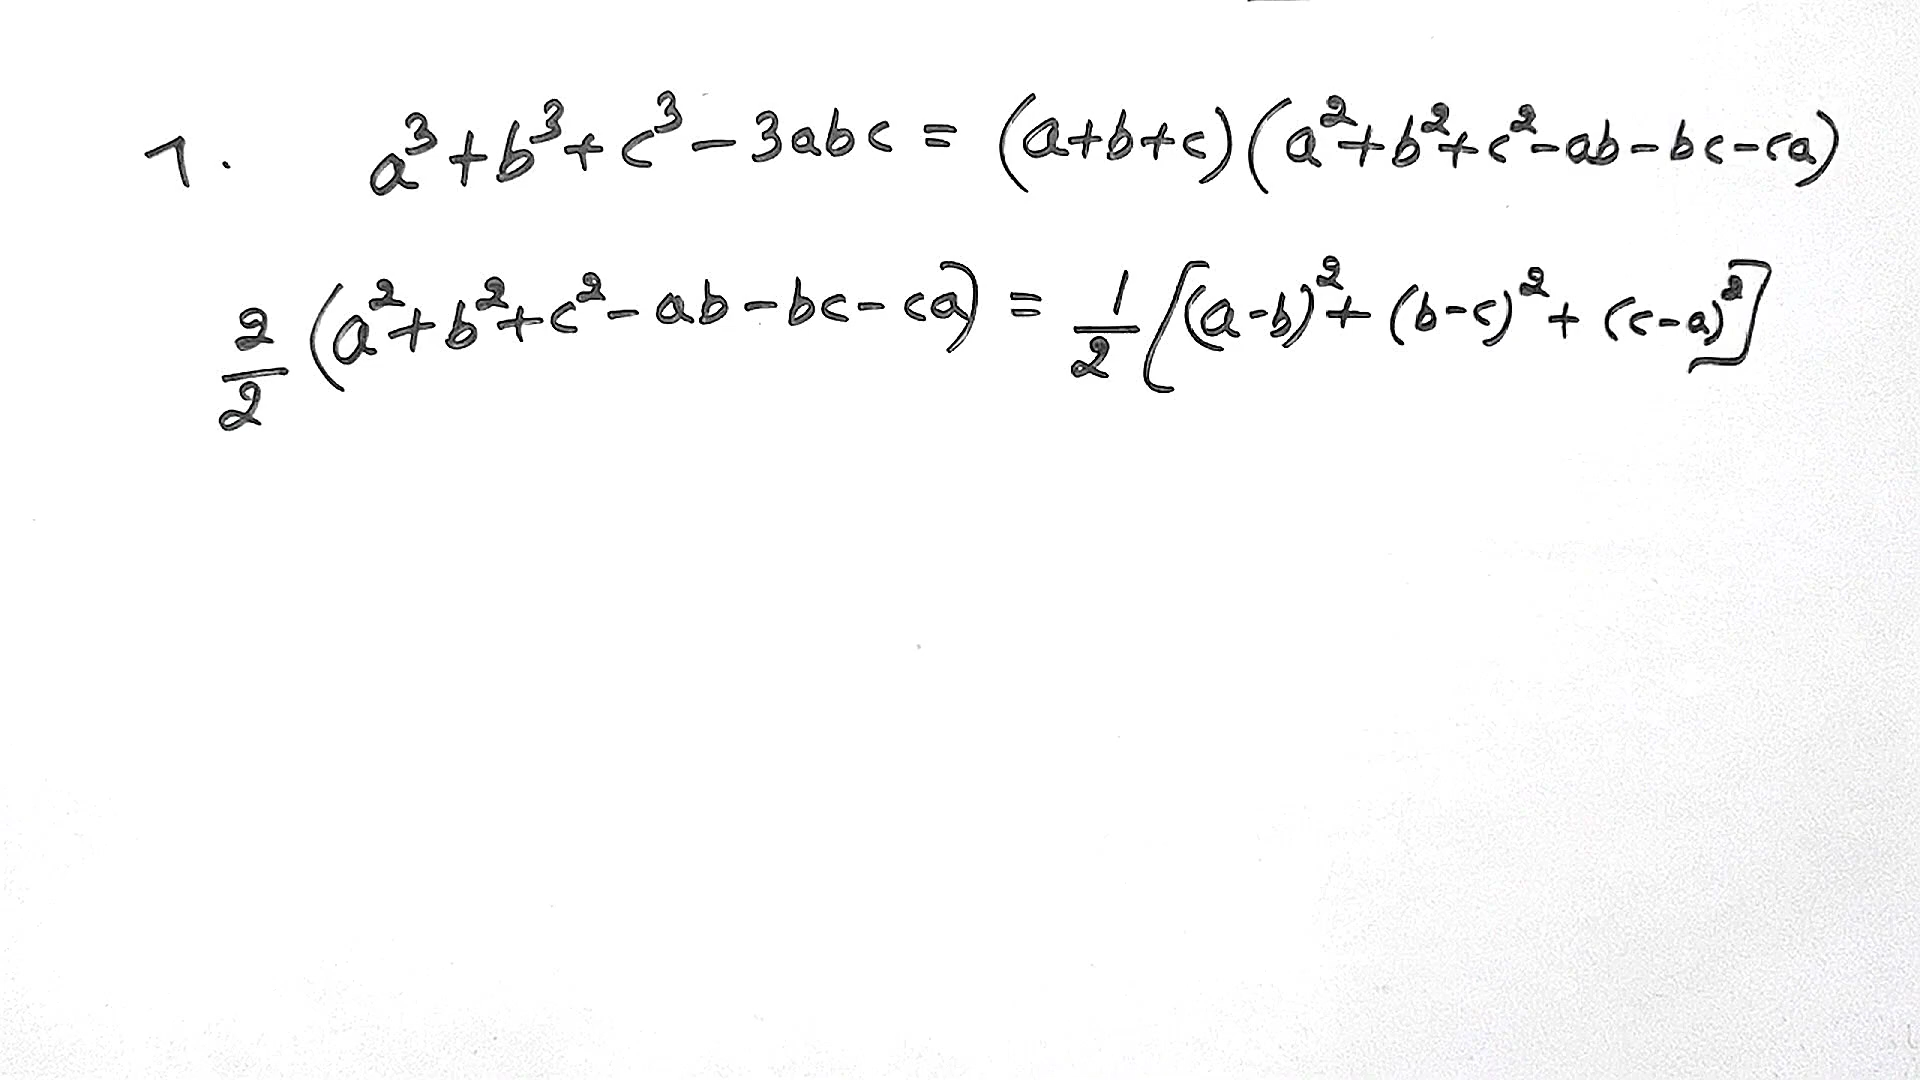 1. a³+b³+c³-3abc = (a+b+c)(a²+b²+c²-ab-bc-ca)
2/2 (a²+b²+c²-ab-bc-ca) = 1/2 [(a-b)²+(b-c)²+(c-a)²]